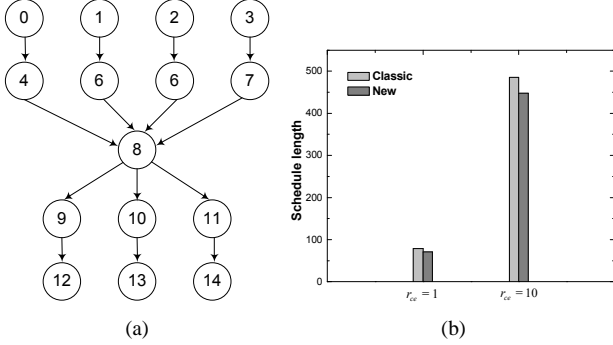 0 1 2 3
4 6 6 7
8
9 10 11
12 13 14
(a)
Classic
New
Schedule length
500
400
300
200
100
0
r_ce = 1
r_ce = 10
(b)